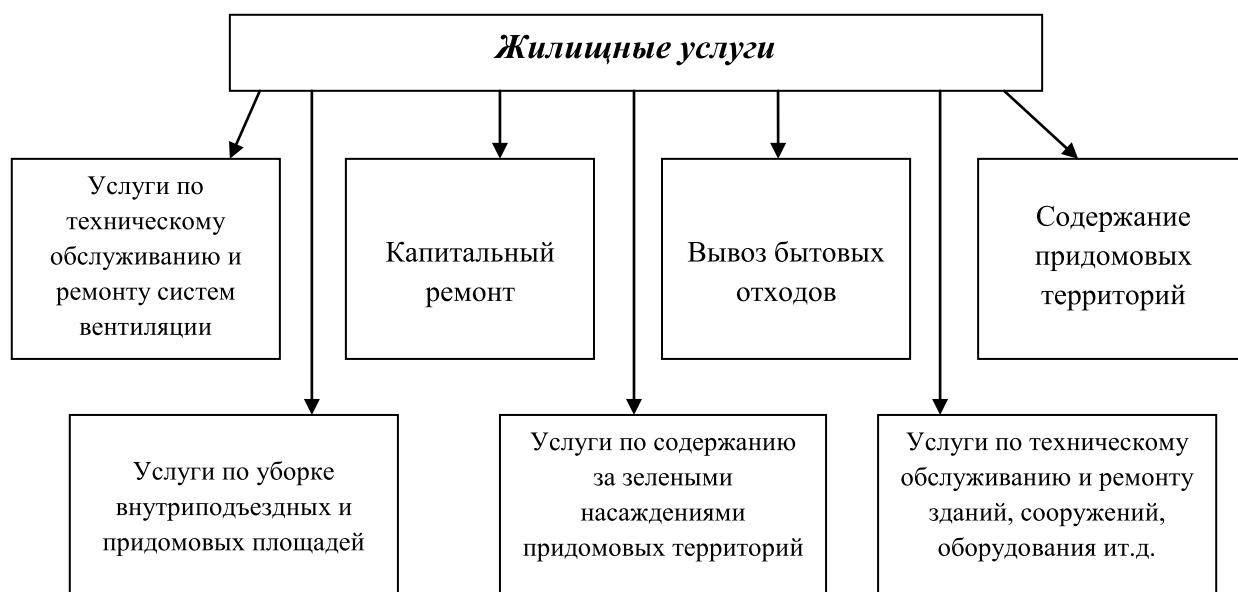 Жилищные услуги
Услуги по
техническому
обслуживанию и
ремонту систем
вентиляции
Капитальный
ремонт
Вывоз бытовых
отходов
Содержание
придомовых
территорий
Услуги по уборке
внутриподъездных и
придомовых площадей
Услуги по содержанию
за зелеными
насаждениями
придомовых территорий
Услуги по техническому
обслуживанию и ремонту
зданий, сооружений,
оборудования ит.д.